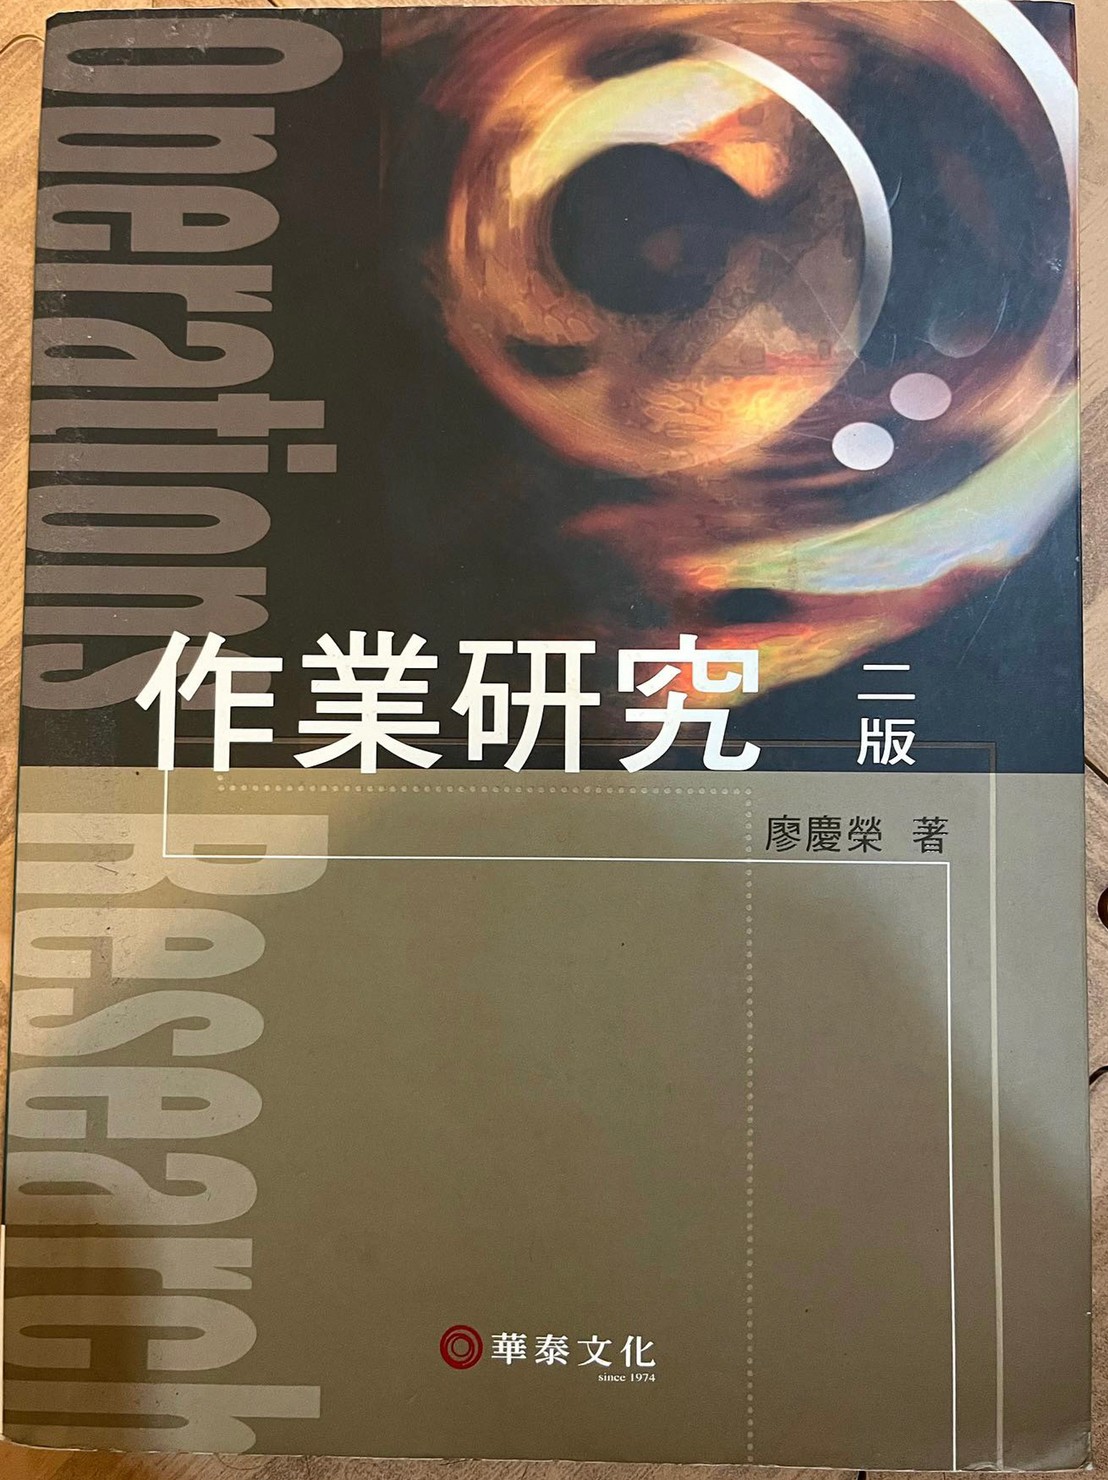 Operations Research
作業研究 二版
廖慶榮 著
華泰文化
since 1974